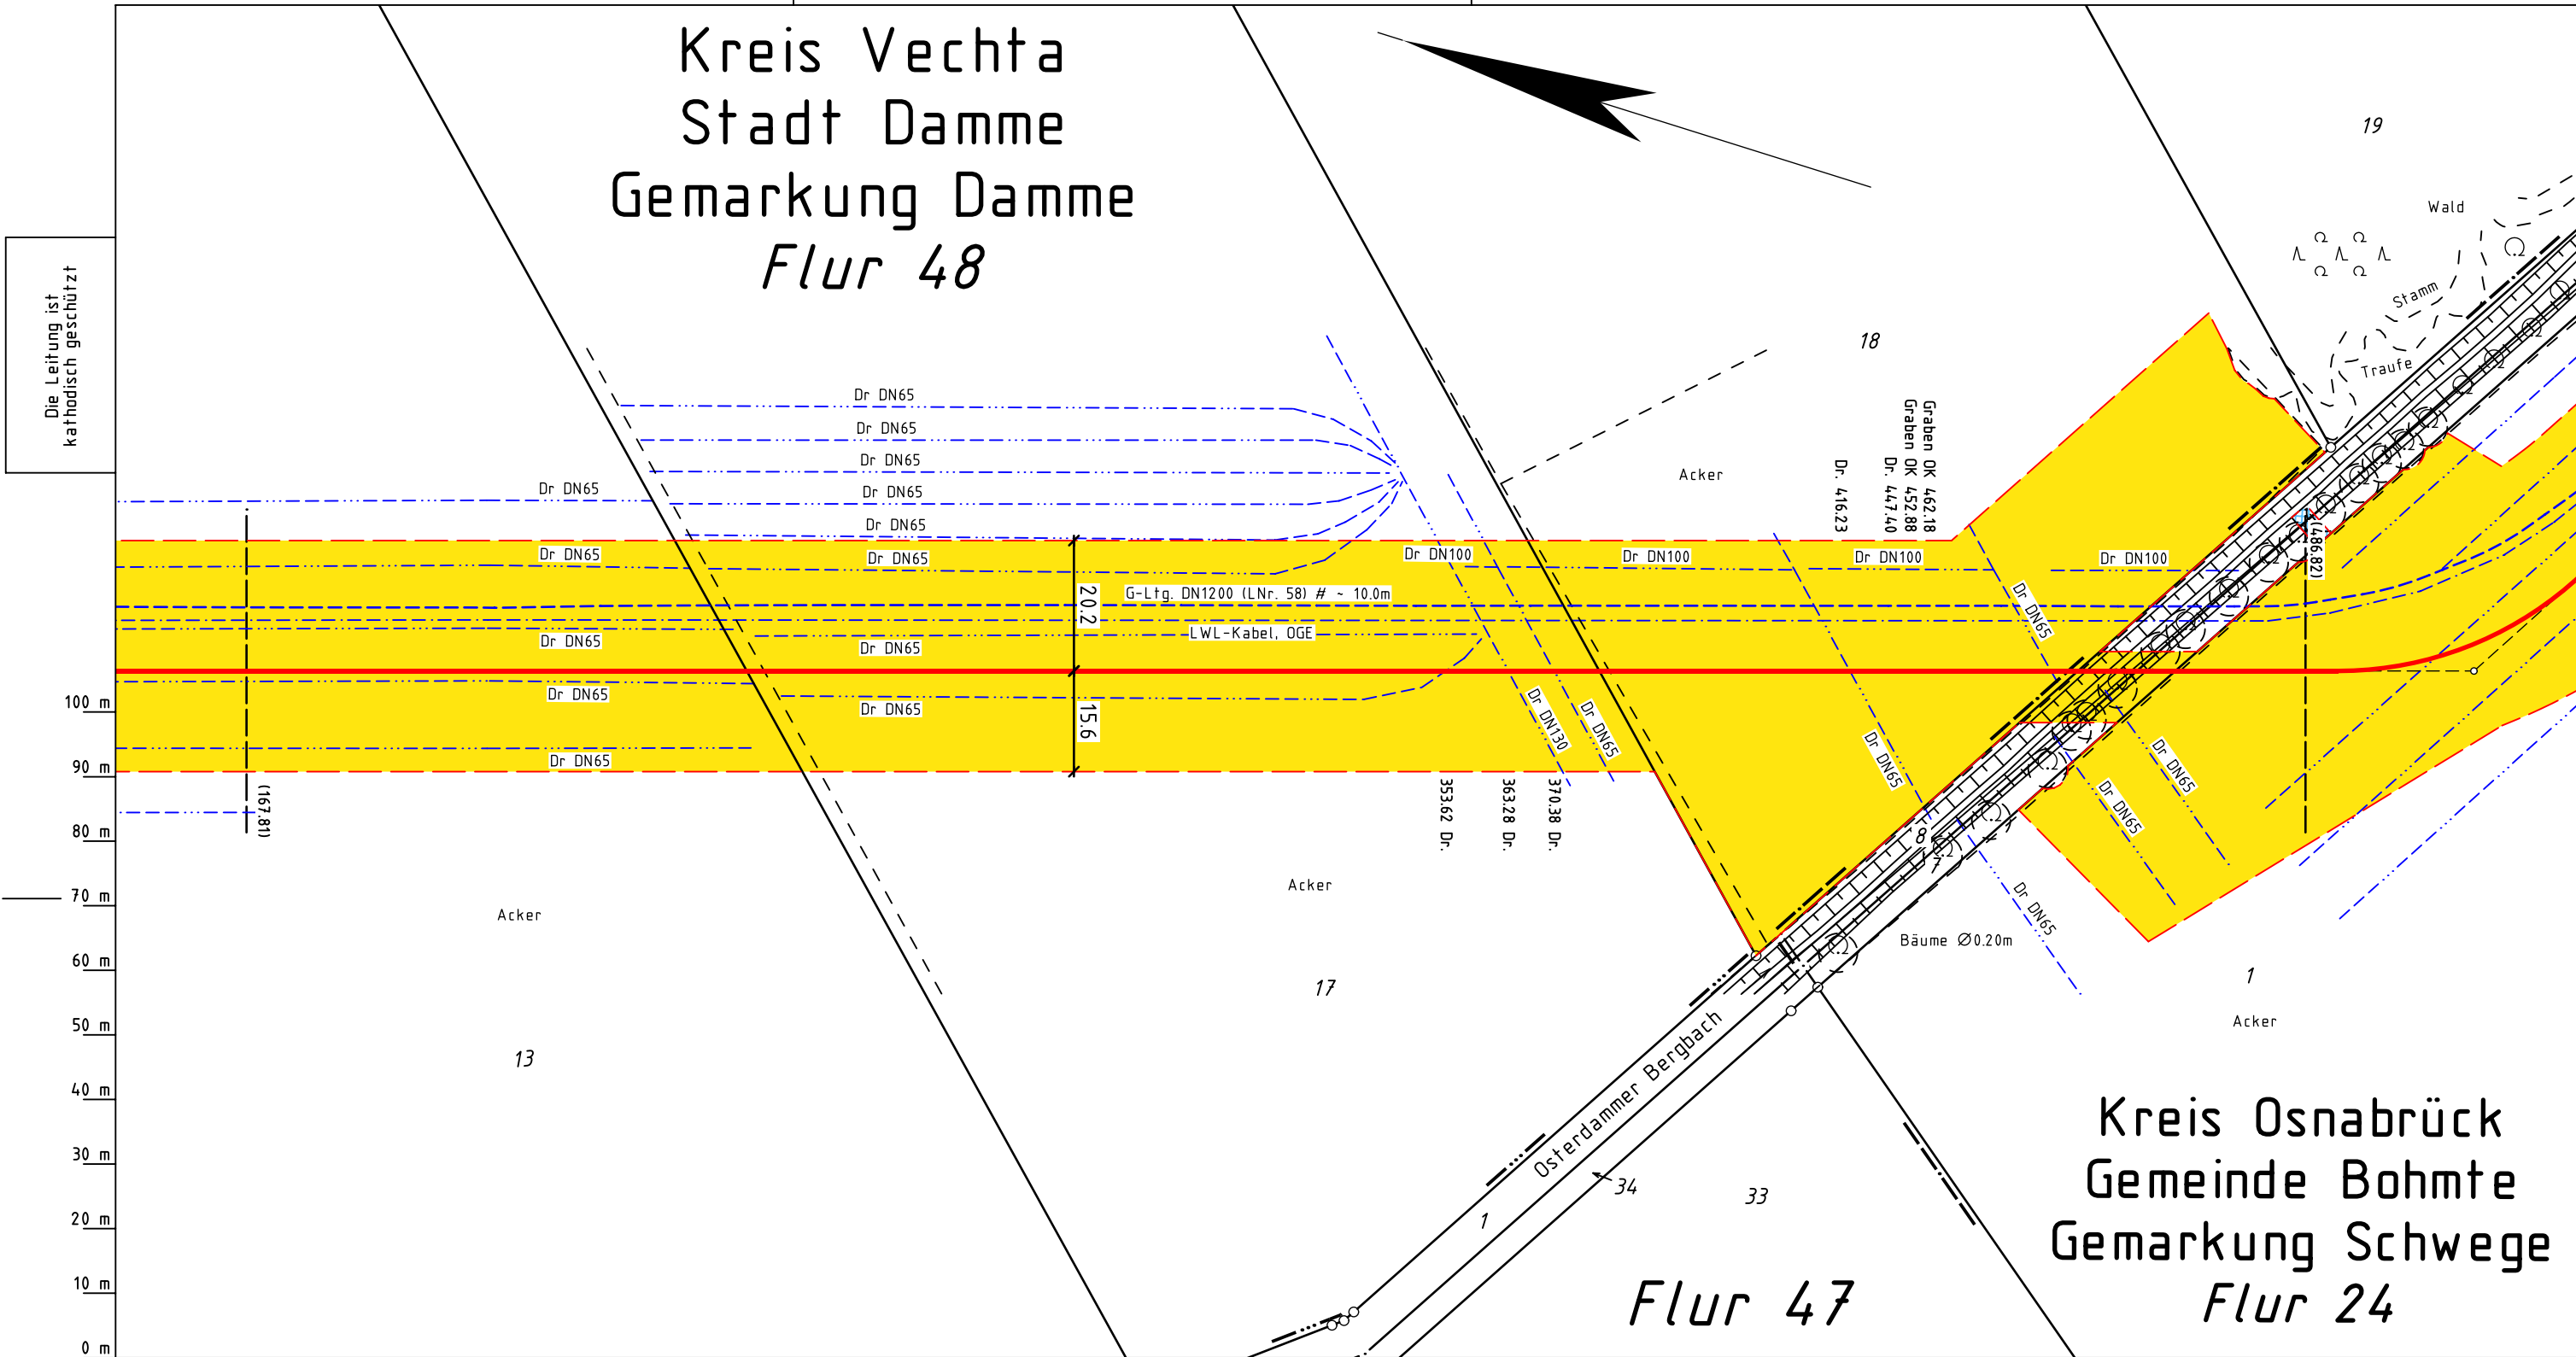 Kreis Vechta
Stadt Damme
Gemarkung Damme
Flur 48
19
Wald
Stamm
Traufe
Die Leitung ist
kathodisch geschützt
18
Acker
Dr DN65
Dr DN65
Dr DN65
Dr DN65
Dr DN65
Dr DN65
Dr. 416.23
Dr. 447.40
Graben OK 452.88
Graben OK 462.18
(486.82)
Dr DN65
Dr DN65
Dr DN100
Dr DN100
Dr DN100
Dr DN100
20.2
G-Ltg. DN1200 (LNr. 58) # ~ 10.0m
Dr DN65
LWL-Kabel, OGE
Dr DN65
Dr DN65
Dr DN65
Dr DN65
15.6
Dr DN130
Dr DN65
Dr DN65
Dr DN65
Dr DN65
Dr DN65
Dr DN65
(167.81)
353.62 Dr.
363.28 Dr.
370.38 Dr.
8
7
.2
Acker
Acker
17
13
Bäume Ø0.20m
1
Acker
Osterdammer Bergbach
34
33
1
Kreis Osnabrück
Gemeinde Bohmte
Gemarkung Schwege
Flur 24
Flur 47
100 m
90 m
80 m
70 m
60 m
50 m
40 m
30 m
20 m
10 m
0 m